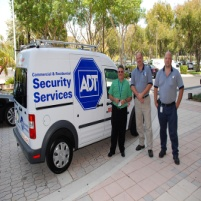 Commercial & Residential
Security
Services
ADT